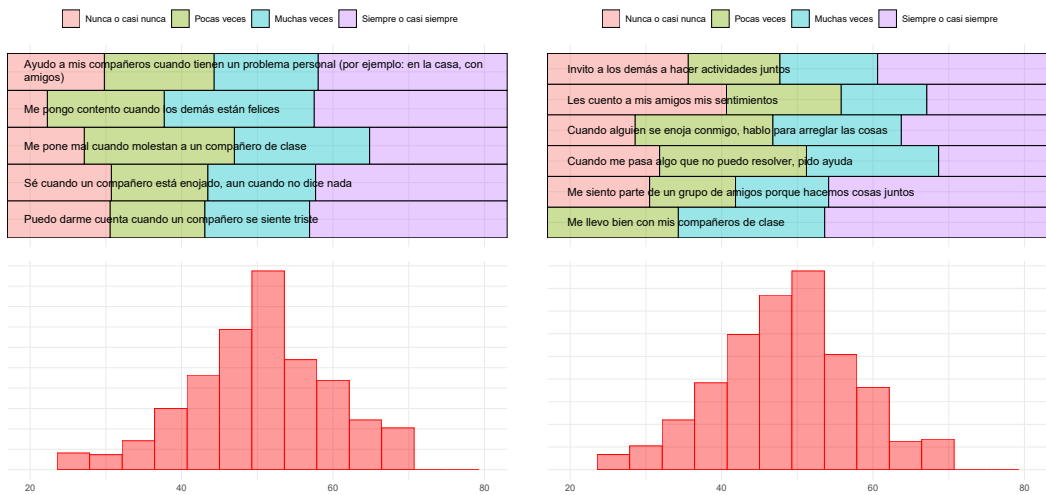 Nunca o casi nunca Pocas veces Muchas veces Siempre o casi siempre
Ayudo a mis compañeros cuando tienen un problema personal (por ejemplo: en la casa, con
amigos)
Me pongo contento cuando los demás están felices
Me pone mal cuando molestan a un compañero de clase
Sé cuando un compañero está enojado, aun cuando no dice nada
Puedo darme cuenta cuando un compañero se siente triste
20 40 60 80
Nunca o casi nunca Pocas veces Muchas veces Siempre o casi siempre
Invito a los demás a hacer actividades juntos
Les cuento a mis amigos mis sentimientos
Cuando alguien se enoja conmigo, hablo para arreglar las cosas
Cuando me pasa algo que no puedo resolver, pido ayuda
Me siento parte de un grupo de amigos porque hacemos cosas juntos
Me llevo bien con mis compañeros de clase
20 40 60 80